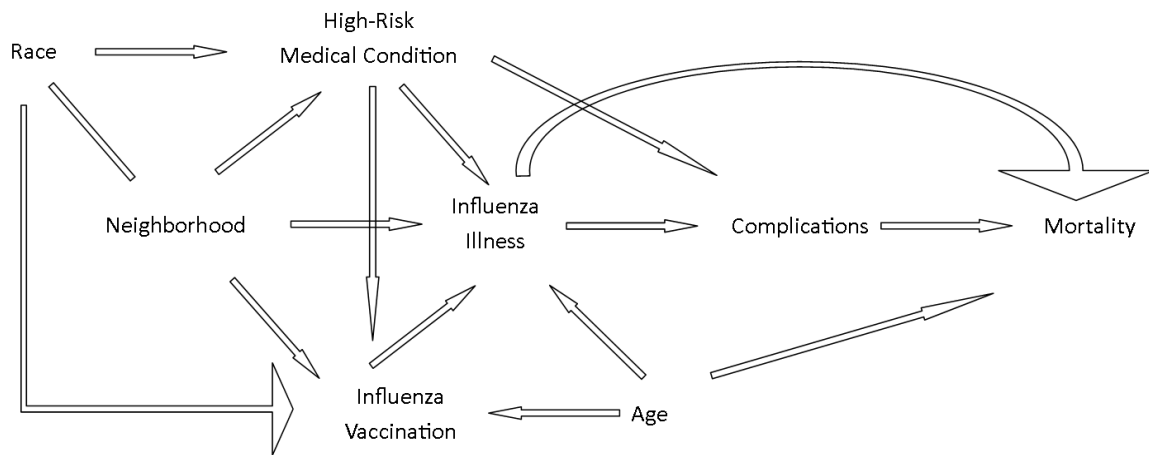 High-Risk
Medical Condition
Race
Neighborhood
Influenza
Illness
Complications
Mortality
Influenza
Vaccination
Age